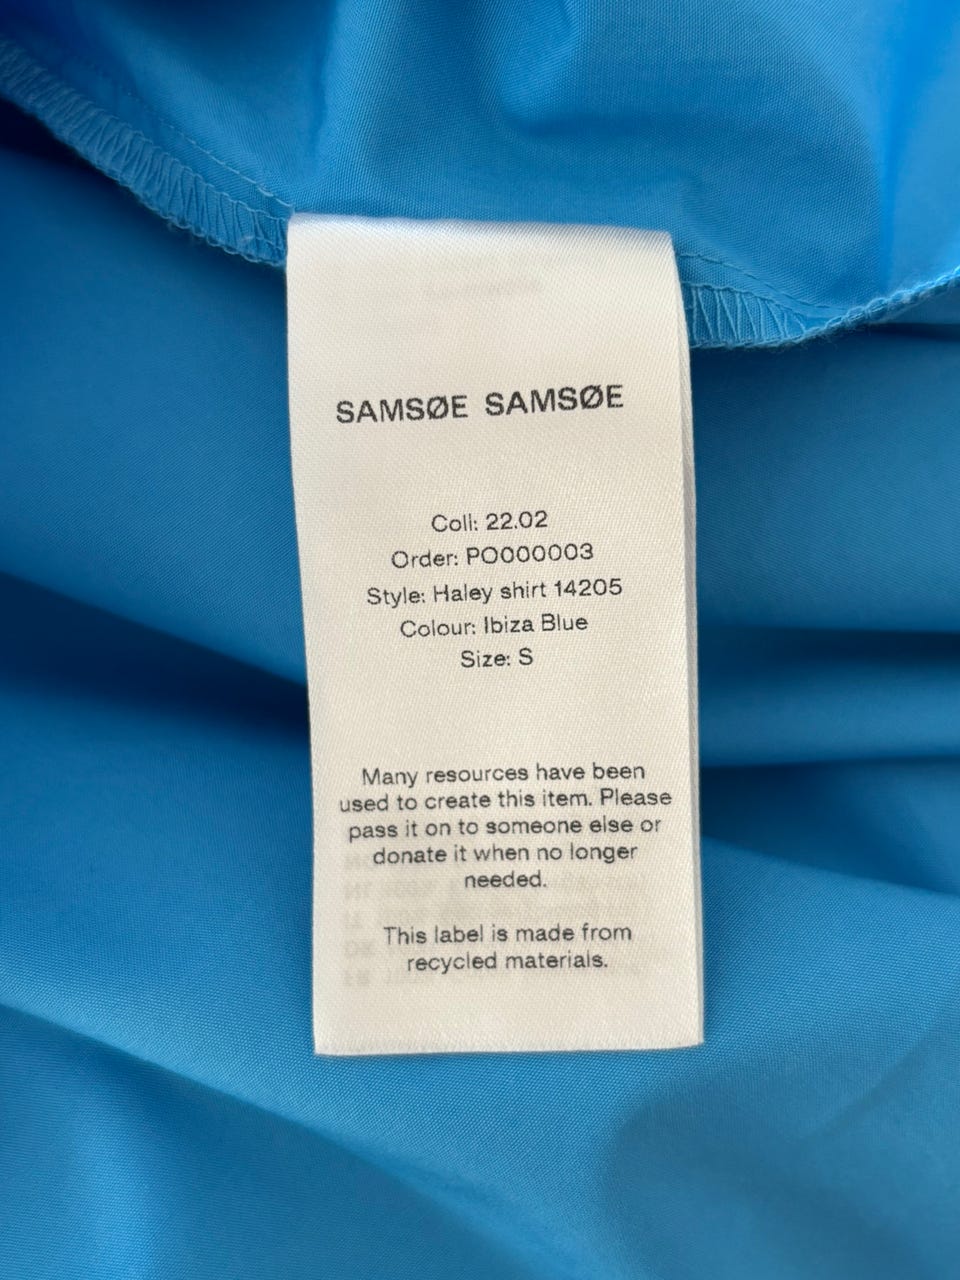 SAMSØE SAMSØE
Coll: 22.02
Order: PO000003
Style: Haley shirt 14205
Colour: Ibiza Blue
Size: S
Many resources have been
used to create this item. Please
pass it on to someone else or
donate it when no longer
needed.
This label is made from
recycled materials.